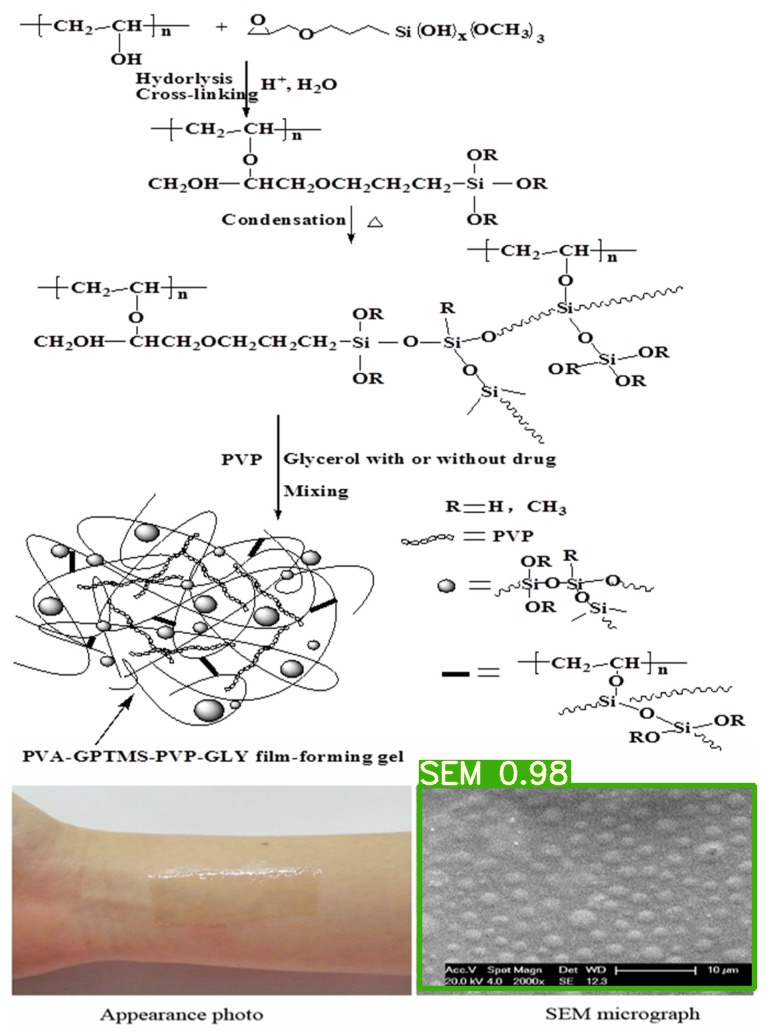 [CH2—CH]n + O O Si(OH)x(OCH3)3
OH
Hydorlysis
Cross-linking
H+, H2O
[CH2—CH]n
O
CH2OH—CHCH2OCH2CH2CH2—Si—OR
OR
OR
Condensation △
[CH2—CH]n
O
Si
O
Si OR
OR
OR
[CH2—CH]n
O
CH2OH—CHCH2OCH2CH2CH2—Si—O—Si—O
OR
OR
R
O
Si
PVP Glycerol with or without drug
Mixing
R=H, CH3
=PVP
=
OR R
Si—O—Si—O
OR O
Si
= [CH2—CH]n
O
Si
O
Si OR
RO
PVA-GPTMS-PVP-GLY film-forming gel
SEM 0.98
Acc.V Spot Magn Det WD 10 µm
20.0 kV 4.0 2000x SE 12.3
Appearance photo
SEM micrograph